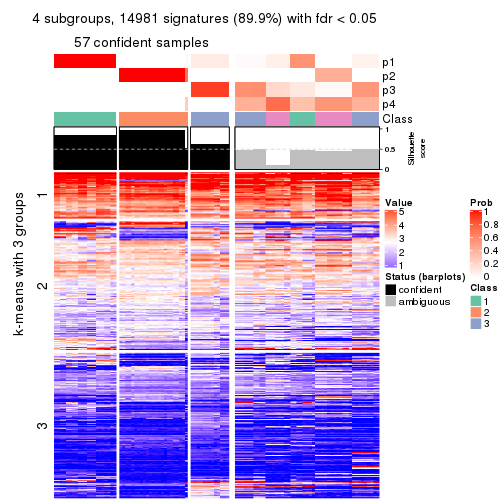 4 subgroups, 14981 signatures (89.9%) with fdr < 0.05
57 confident samples
p1
p2
p3
p4
Class
1
0.5
0
Silhouette
score
k-means with 3 groups
1
2
3
Value
5
4
3
2
1
Prob
1
0.8
0.6
0.4
0.2
0
Status (barplots)
confident
ambiguous
Class
1
2
3